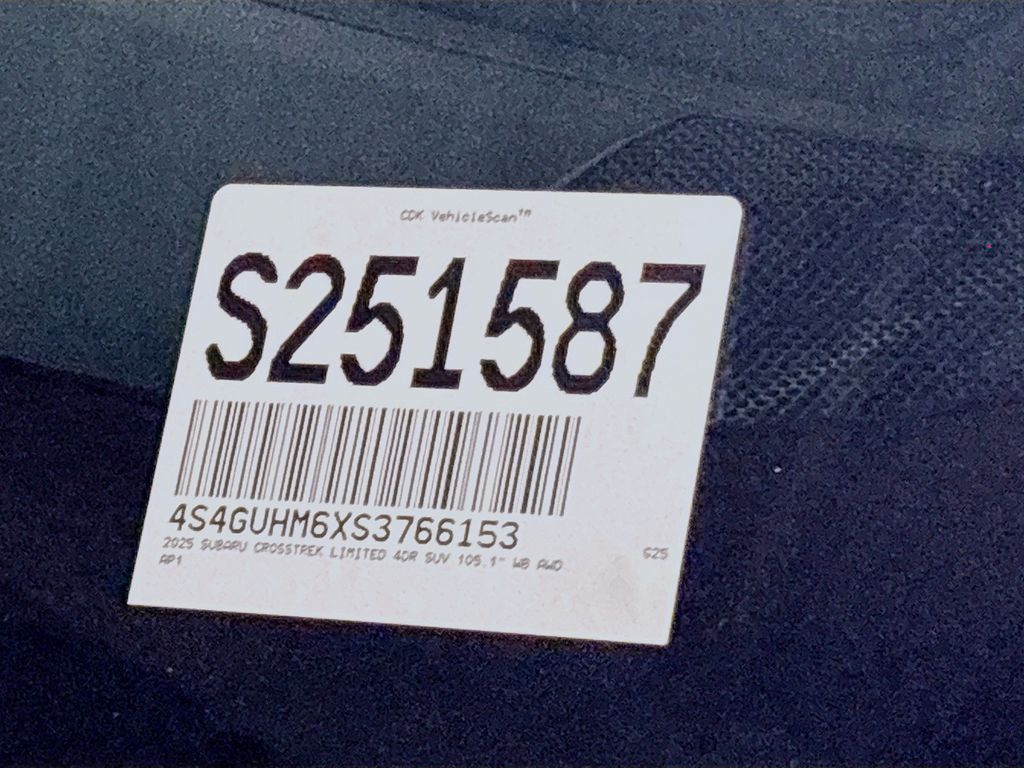 CDK VehicleScan™
S251587
4S4GUHM6XS3766153
2025 SUBARU CROSSTREK LIMITED 4DR SUV 105.1" WB AWD
S25
AP1